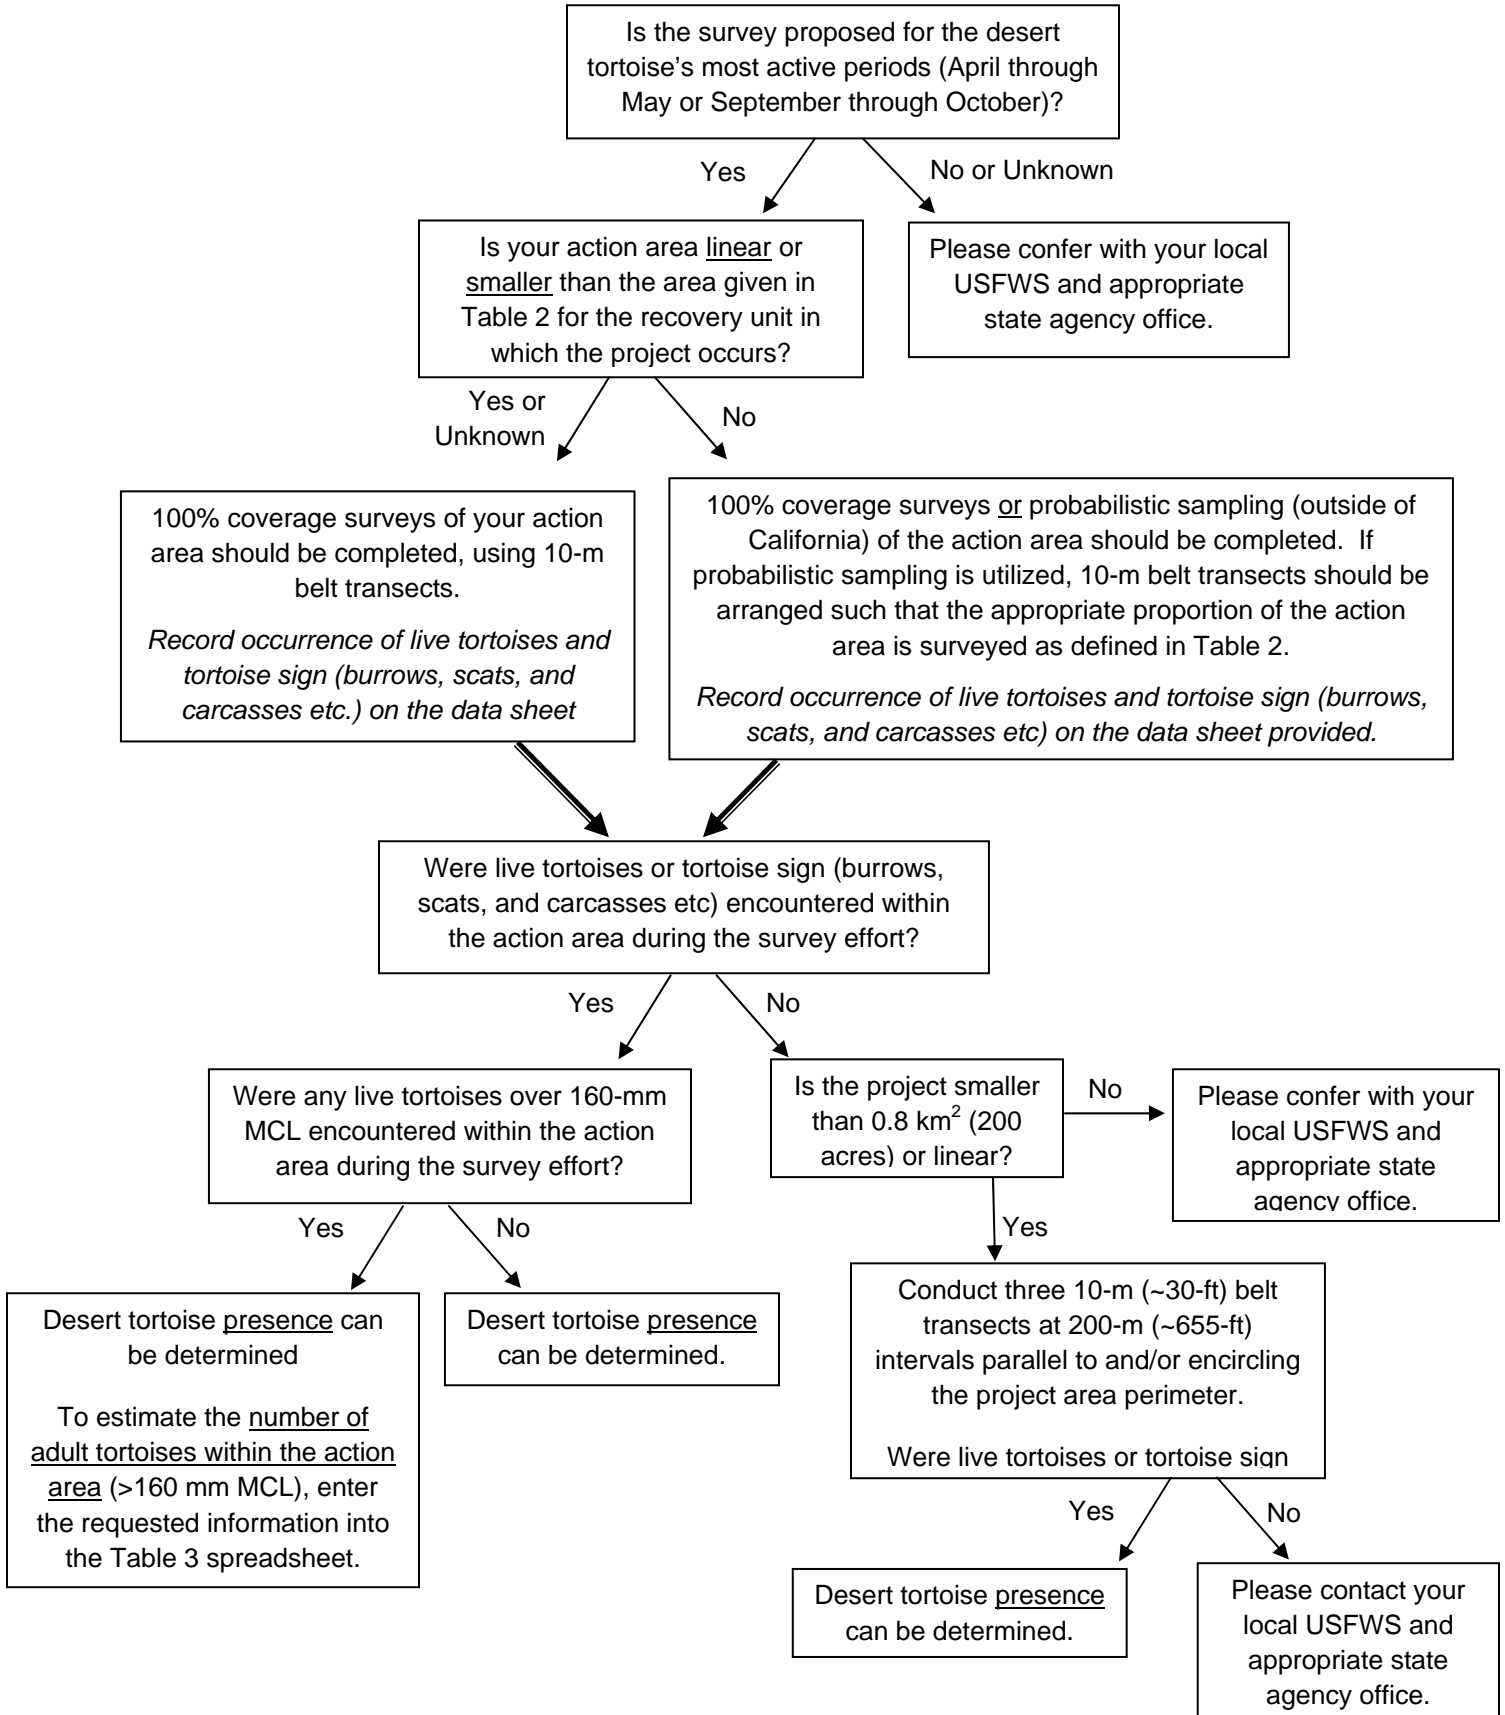 Is the survey proposed for the desert
tortoise's most active periods (April through
May or September through October)?
Yes
No or Unknown
Is your action area linear or
smaller than the area given in
Table 2 for the recovery unit in
which the project occurs?
Please confer with your local
USFWS and appropriate
state agency office.
Yes or
Unknown
No
100% coverage surveys of your action
area should be completed, using 10-m
belt transects.
Record occurrence of live tortoises and
tortoise sign (burrows, scats, and
carcasses etc.) on the data sheet
100% coverage surveys or probabilistic sampling (outside of
California) of the action area should be completed.  If
probabilistic sampling is utilized, 10-m belt transects should be
arranged such that the appropriate proportion of the action
area is surveyed as defined in Table 2.
Record occurrence of live tortoises and tortoise sign (burrows,
scats, and carcasses etc) on the data sheet provided.
Were live tortoises or tortoise sign (burrows,
scats, and carcasses etc) encountered within
the action area during the survey effort?
Yes
No
Were any live tortoises over 160-mm
MCL encountered within the action
area during the survey effort?
Is the project smaller
than 0.8 km² (200
acres) or linear?
No
Please confer with your
local USFWS and
appropriate state
agency office.
Yes
No
Yes
Desert tortoise presence can
be determined
To estimate the number of
adult tortoises within the action
area (>160 mm MCL), enter
the requested information into
the Table 3 spreadsheet.
Desert tortoise presence
can be determined.
Conduct three 10-m (~30-ft) belt
transects at 200-m (~655-ft)
intervals parallel to and/or encircling
the project area perimeter.
Were live tortoises or tortoise sign
Yes
No
Desert tortoise presence
can be determined.
Please contact your
local USFWS and
appropriate state
agency office.